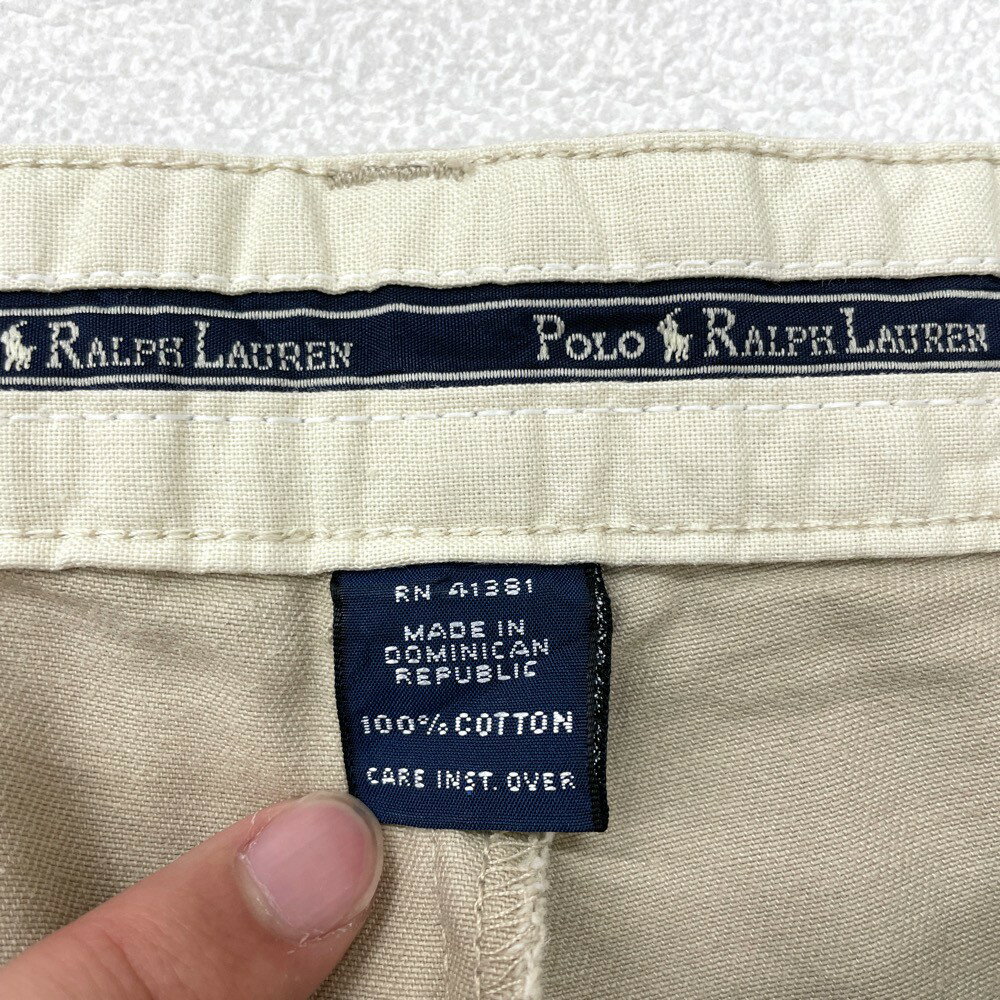 RALPH LAUREN POLO RALPH LAUREN
RN 41381
MADE IN
DOMINICAN
REPUBLIC
100% COTTON
CARE INST. OVER